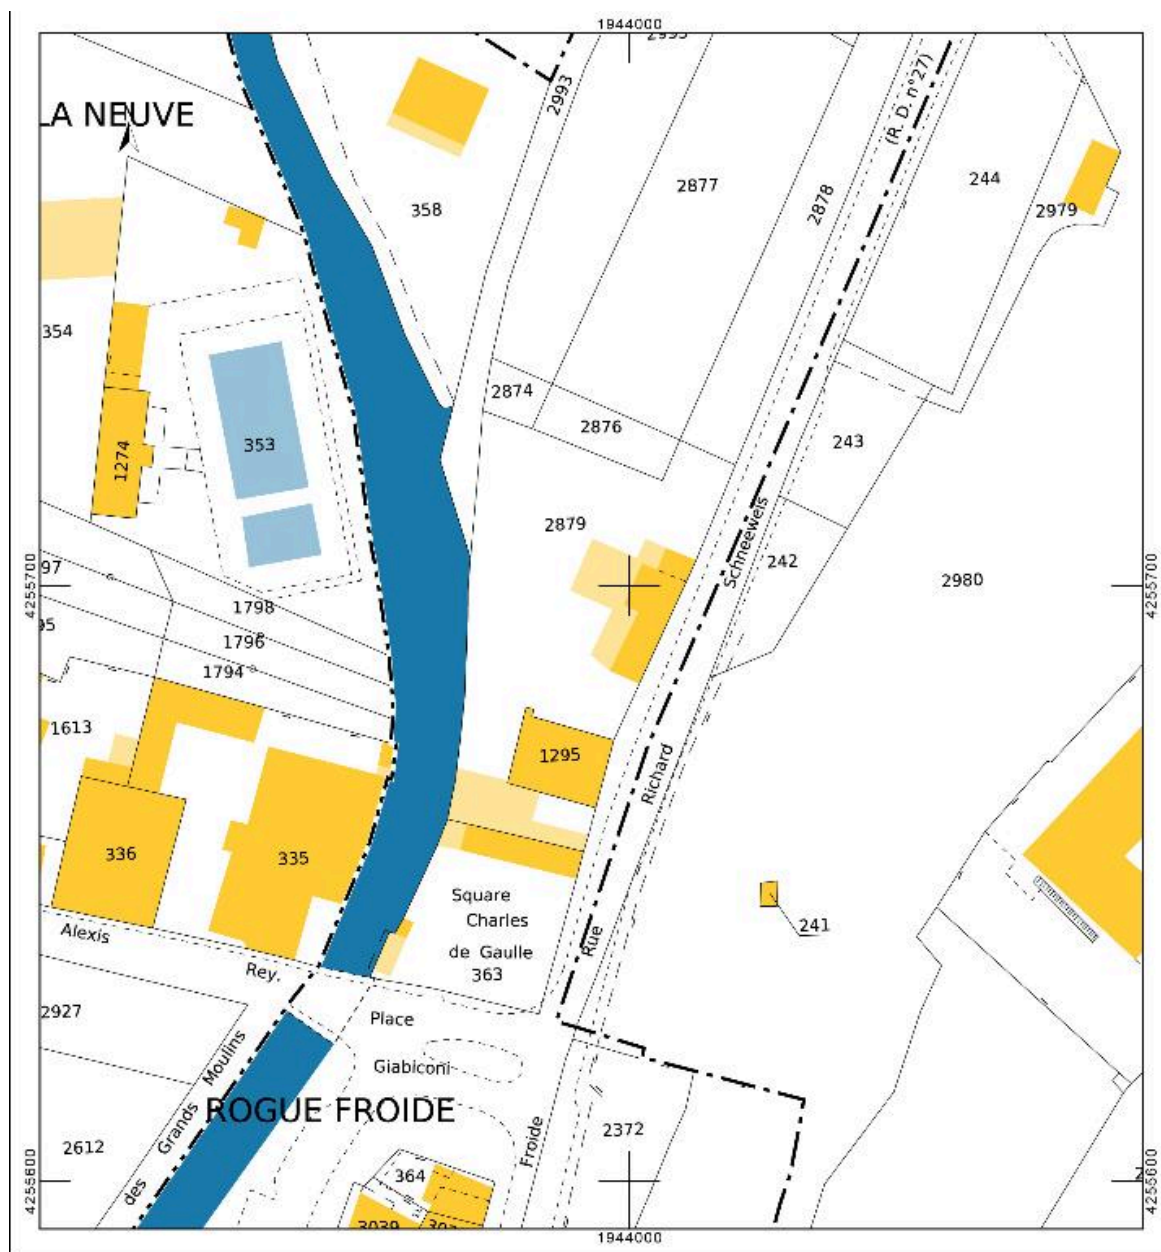 1944000
2993
(R. D. n°27)
LA NEUVE
244
2877
2878
2979
358
354
2874
2876
243
353
1274
2879
Schneeweis
242
2980
4255700
4255700
1798
1796
1794
1613
1295
Richard
336
335
241
Square
Charles
de Gaulle
363
Alexis
Rey.
Rue
2927
Place
Giabiconi
des Grands Moulins
ROGUE FROIDE
2372
Froide
2612
364
4255600
4255600
3039
1944000